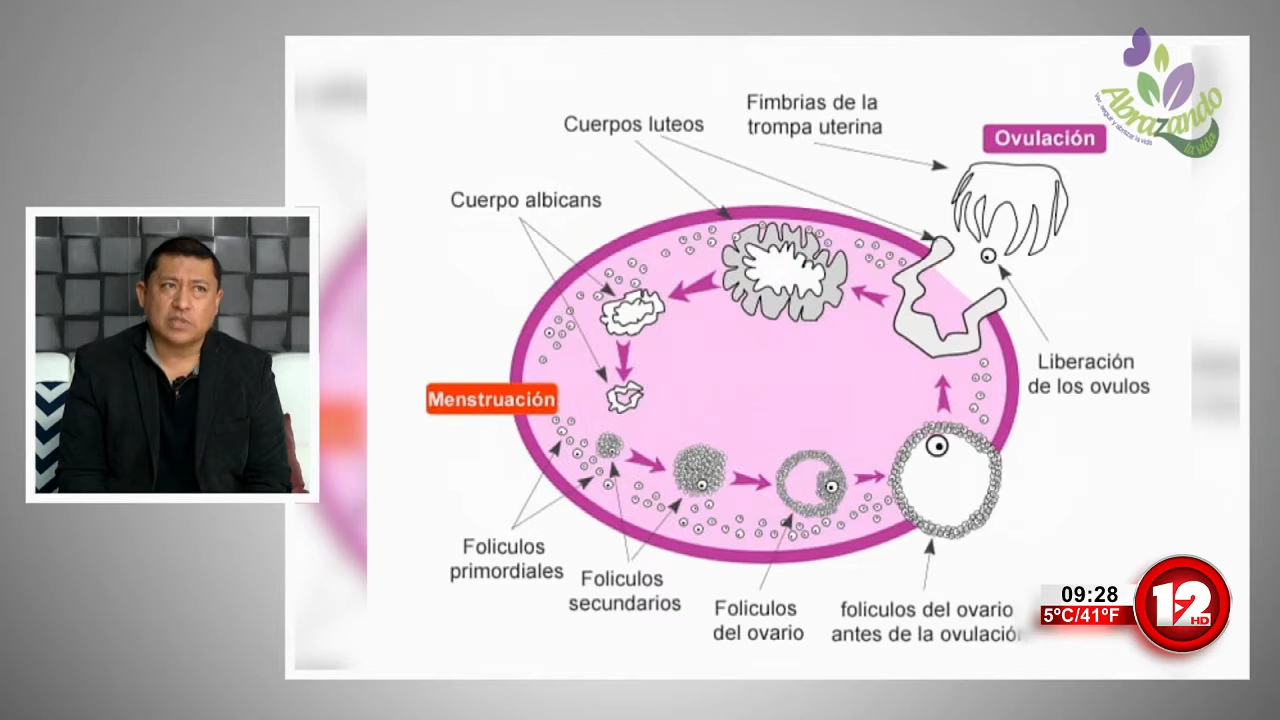 Abrazando
la vida
Fimbrias de la
trompa uterina
Cuerpos luteos
Ovulación
Cuerpo albicans
Liberación
de los ovulos
Menstruación
Foliculos
primordiales
Foliculos
secundarios
Foliculos
del ovario
foliculos del ovario
antes de la ovulación
09:28
5°C/41°F
12
HD